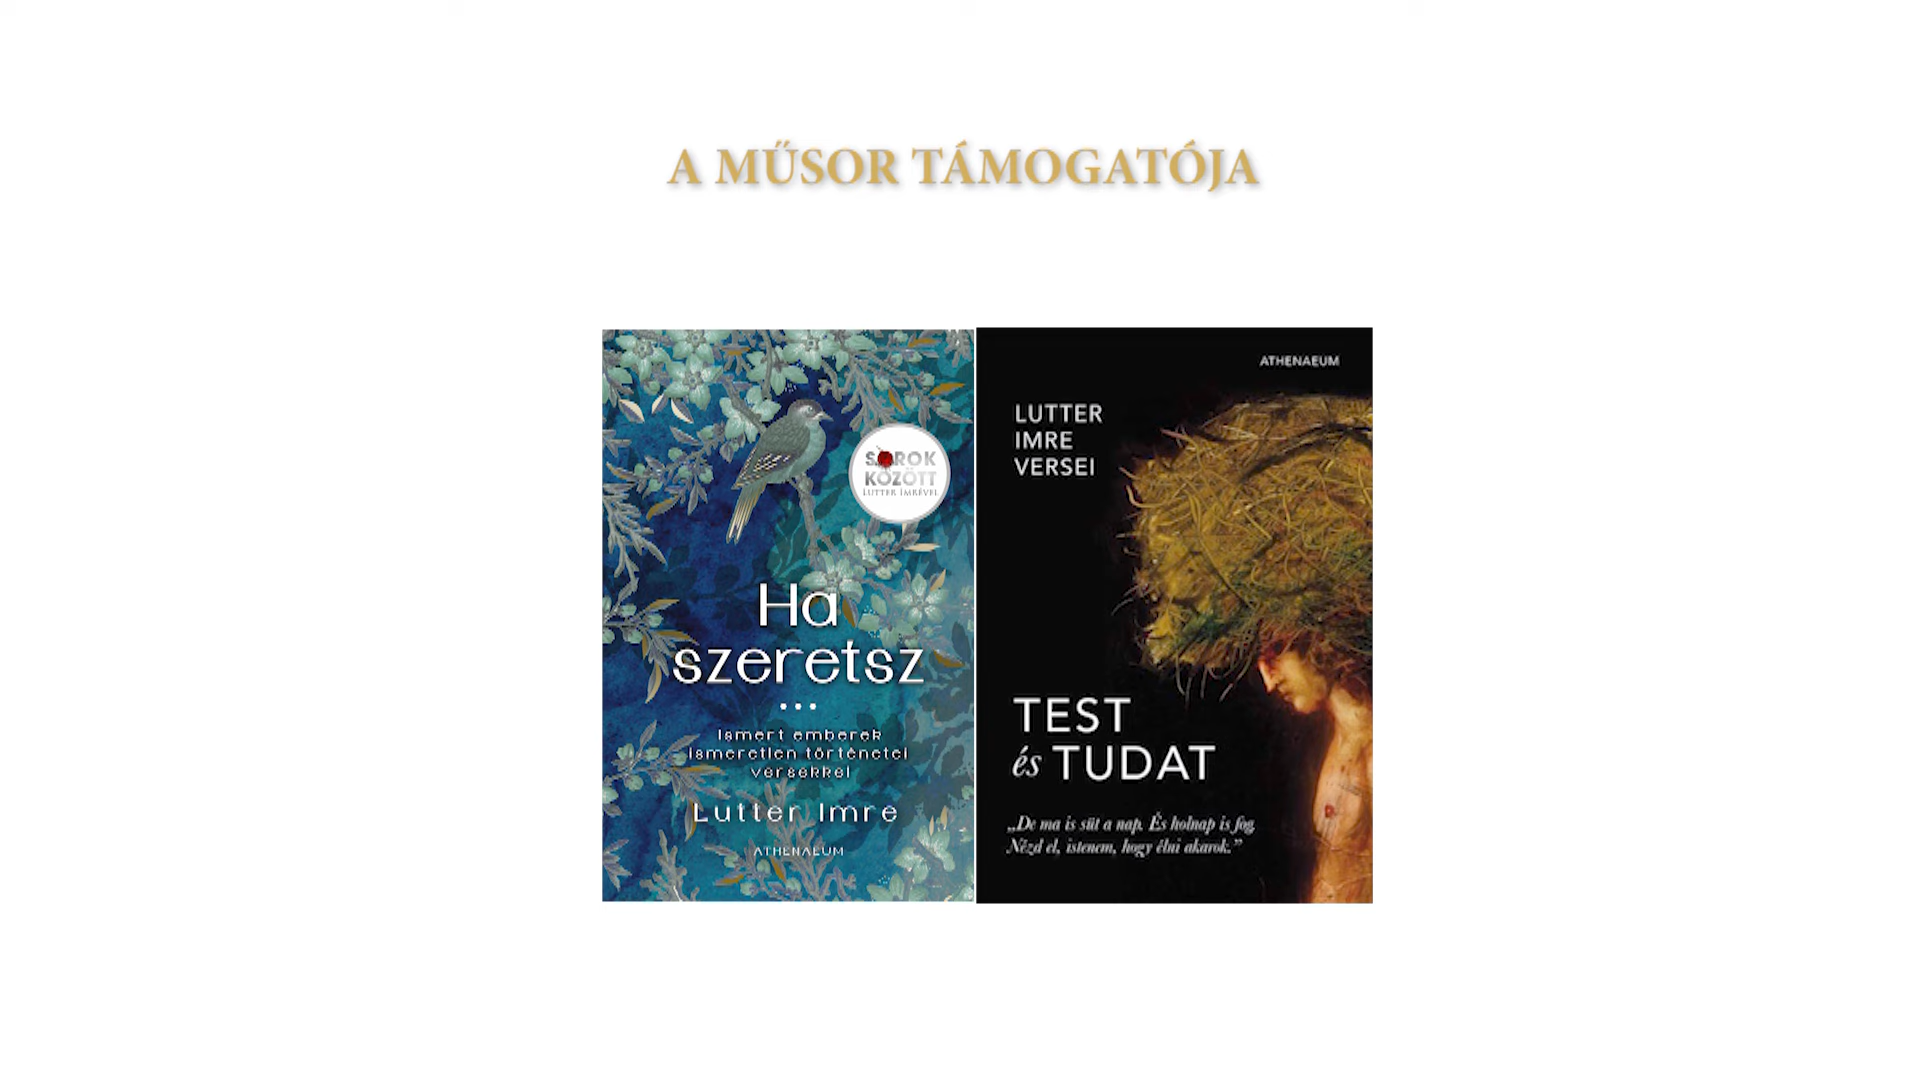 A MŰSOR TÁMOGATÓJA
SOROK
KÖZÖTT
LUTTER IMRÉVEL
Ha
szeretsz
...
Ismert emberek
ismeretlen történetei
versekkel
Lutter Imre
ATHENAEUM
ATHENAEUM
LUTTER
IMRE
VERSEI
TEST
és TUDAT
„De ma is süt a nap. És holnap is fog.
Nézd el, istenem, hogy élni akarok.”